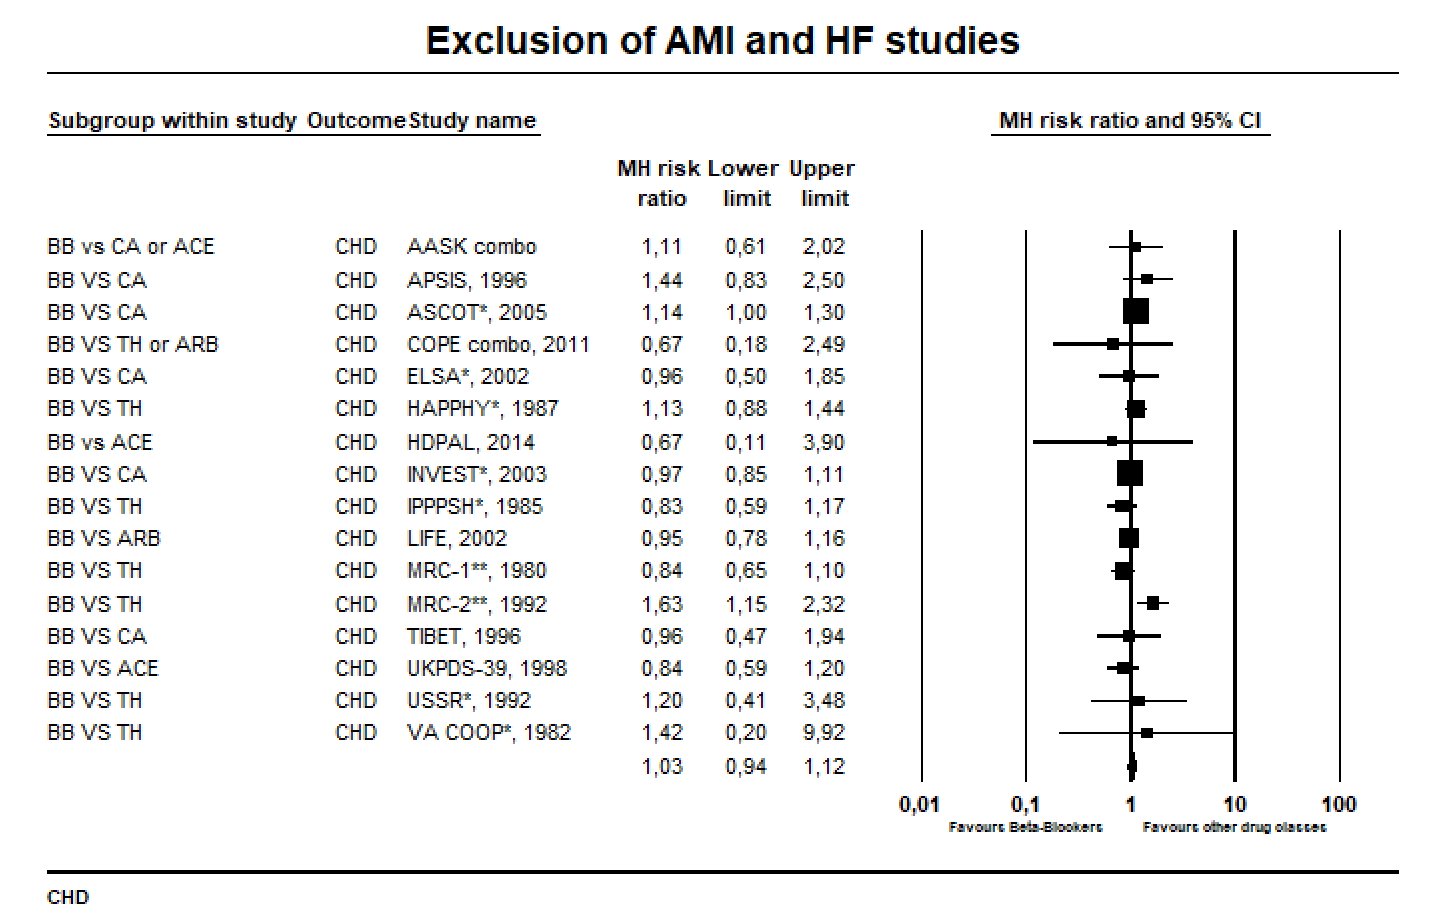 Exclusion of AMI and HF studies
Subgroup within study Outcome Study name MH risk ratio and 95% CI
MH risk Lower Upper
ratio limit limit
BB vs CA or ACE CHD AASK combo 1,11 0,61 2,02
BB VS CA CHD APSIS, 1996 1,44 0,83 2,50
BB VS CA CHD ASCOT*, 2005 1,14 1,00 1,30
BB VS TH or ARB CHD COPE combo, 2011 0,67 0,18 2,49
BB VS CA CHD ELSA*, 2002 0,96 0,50 1,85
BB VS TH CHD HAPPHY*, 1987 1,13 0,88 1,44
BB vs ACE CHD HDPAL, 2014 0,67 0,11 3,90
BB VS CA CHD INVEST*, 2003 0,97 0,85 1,11
BB VS TH CHD IPPPSH*, 1985 0,83 0,59 1,17
BB VS ARB CHD LIFE, 2002 0,95 0,78 1,16
BB VS TH CHD MRC-1**, 1980 0,84 0,65 1,10
BB VS TH CHD MRC-2**, 1992 1,63 1,15 2,32
BB VS CA CHD TIBET, 1996 0,96 0,47 1,94
BB VS ACE CHD UKPDS-39, 1998 0,84 0,59 1,20
BB VS TH CHD USSR*, 1992 1,20 0,41 3,48
BB VS TH CHD VA COOP*, 1982 1,42 0,20 9,92
1,03 0,94 1,12
0,01 0,1 1 10 100
Favours Beta-Blockers Favours other drug classes
CHD